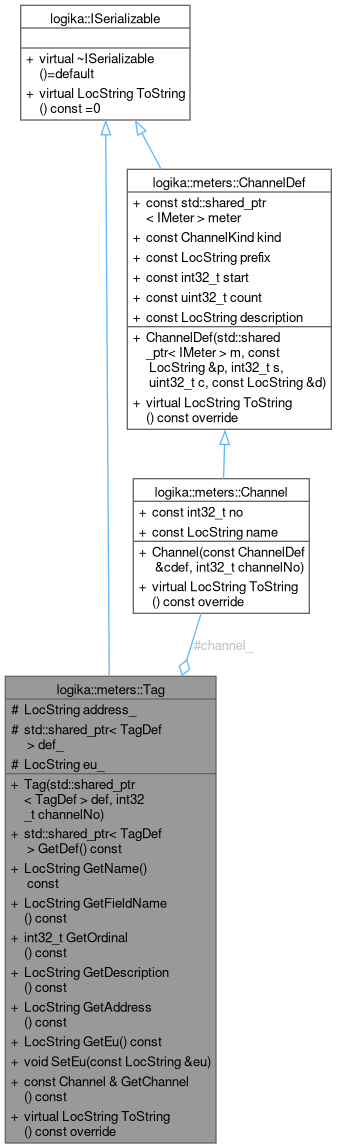 logika::ISerializable
+ virtual ~ISerializable
()=default
+ virtual LocString ToString
() const =0
logika::meters::ChannelDef
+ const std::shared_ptr
< IMeter > meter
+ const ChannelKind kind
+ const LocString prefix
+ const int32_t start
+ const uint32_t count
+ const LocString description
+ ChannelDef(std::shared
_ptr< IMeter > m, const
LocString &p, int32_t s,
uint32_t c, const LocString &d)
+ virtual LocString ToString
() const override
logika::meters::Channel
+ const int32_t no
+ const LocString name
+ Channel(const ChannelDef
&cdef, int32_t channelNo)
+ virtual LocString ToString
() const override
#channel_
logika::meters::Tag
# LocString address_
# std::shared_ptr< TagDef
> def_
# LocString eu_
+ Tag(std::shared_ptr
< TagDef > def, int32
_t channelNo)
+ std::shared_ptr< TagDef
> GetDef() const
+ LocString GetName()
const
+ LocString GetFieldName
() const
+ int32_t GetOrdinal
() const
+ LocString GetDescription
() const
+ LocString GetAddress
() const
+ LocString GetEu() const
+ void SetEu(const LocString &eu)
+ const Channel & GetChannel
() const
+ virtual LocString ToString
() const override